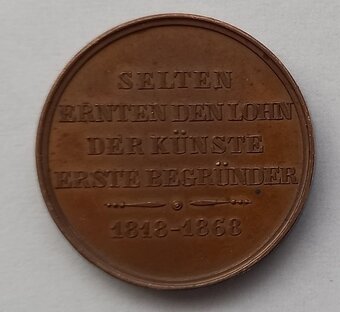 SELTEN
ERNTEN DEN LOHN
DER KÜNSTE
ERSTE BEGRÜNDER
1818-1868